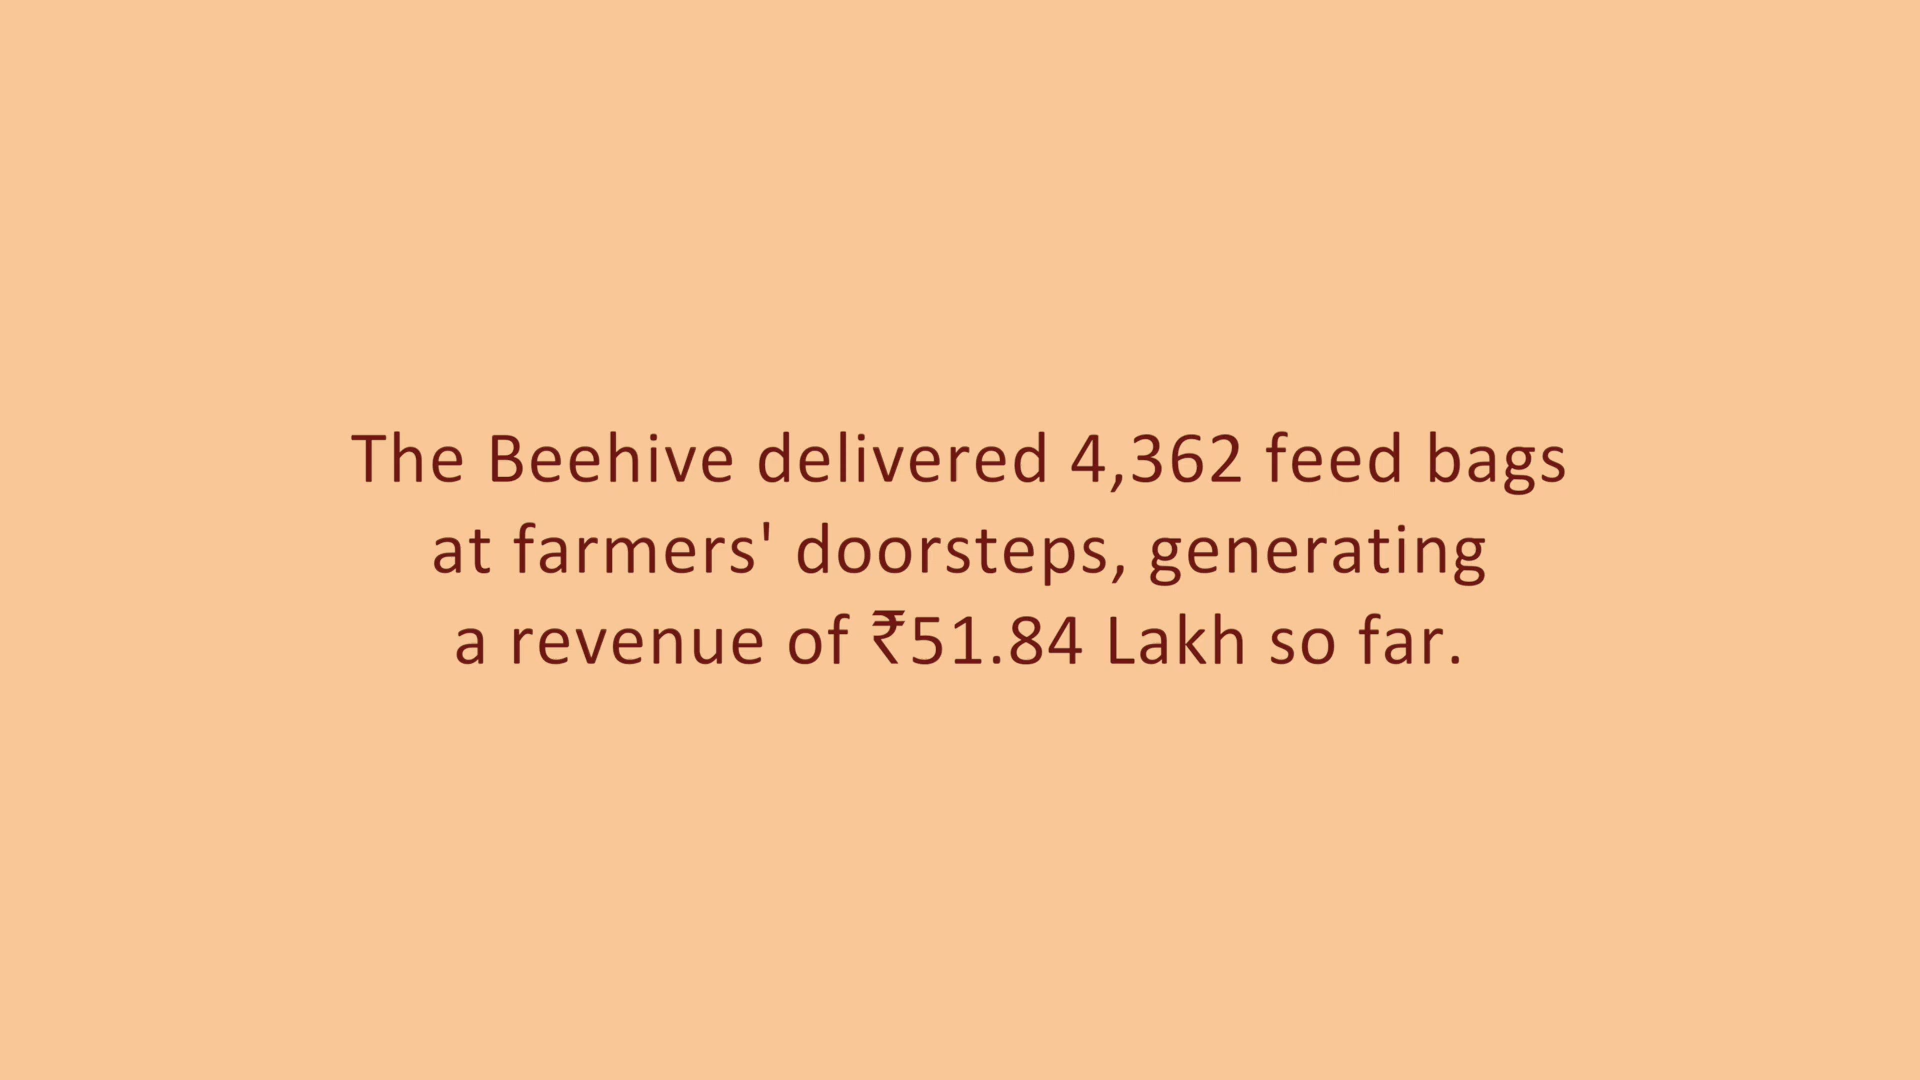 The Beehive delivered 4,362 feed bags
at farmers' doorsteps, generating
a revenue of ₹51.84 Lakh so far.